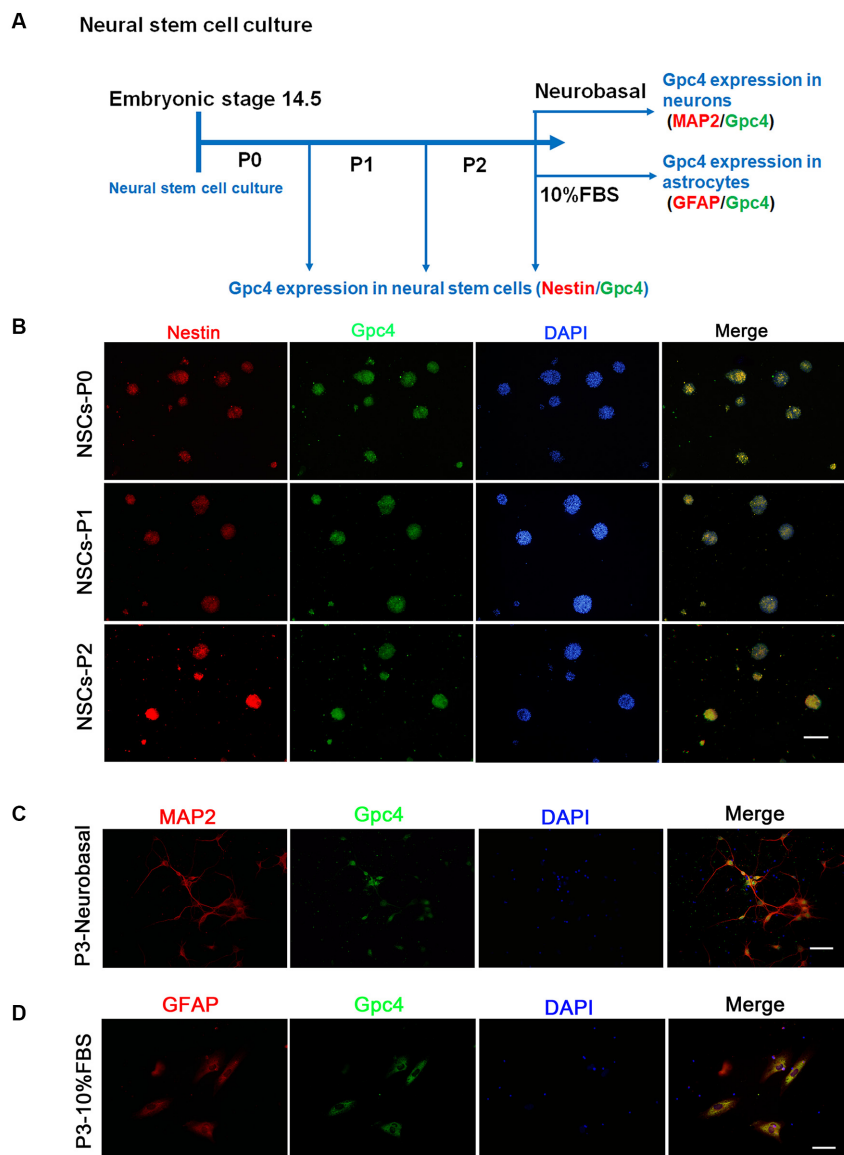 A
Neural stem cell culture
Embryonic stage 14.5
Neurobasal
Gpc4 expression in
neurons
(MAP2/Gpc4)
P0
P1
P2
Neural stem cell culture
10%FBS
Gpc4 expression in
astrocytes
(GFAP/Gpc4)
Gpc4 expression in neural stem cells (Nestin/Gpc4)
B
Nestin
Gpc4
DAPI
Merge
NSCs-P0
NSCs-P1
NSCs-P2
C
MAP2
Gpc4
DAPI
Merge
P3-Neurobasal
D
GFAP
Gpc4
DAPI
Merge
P3-10%FBS